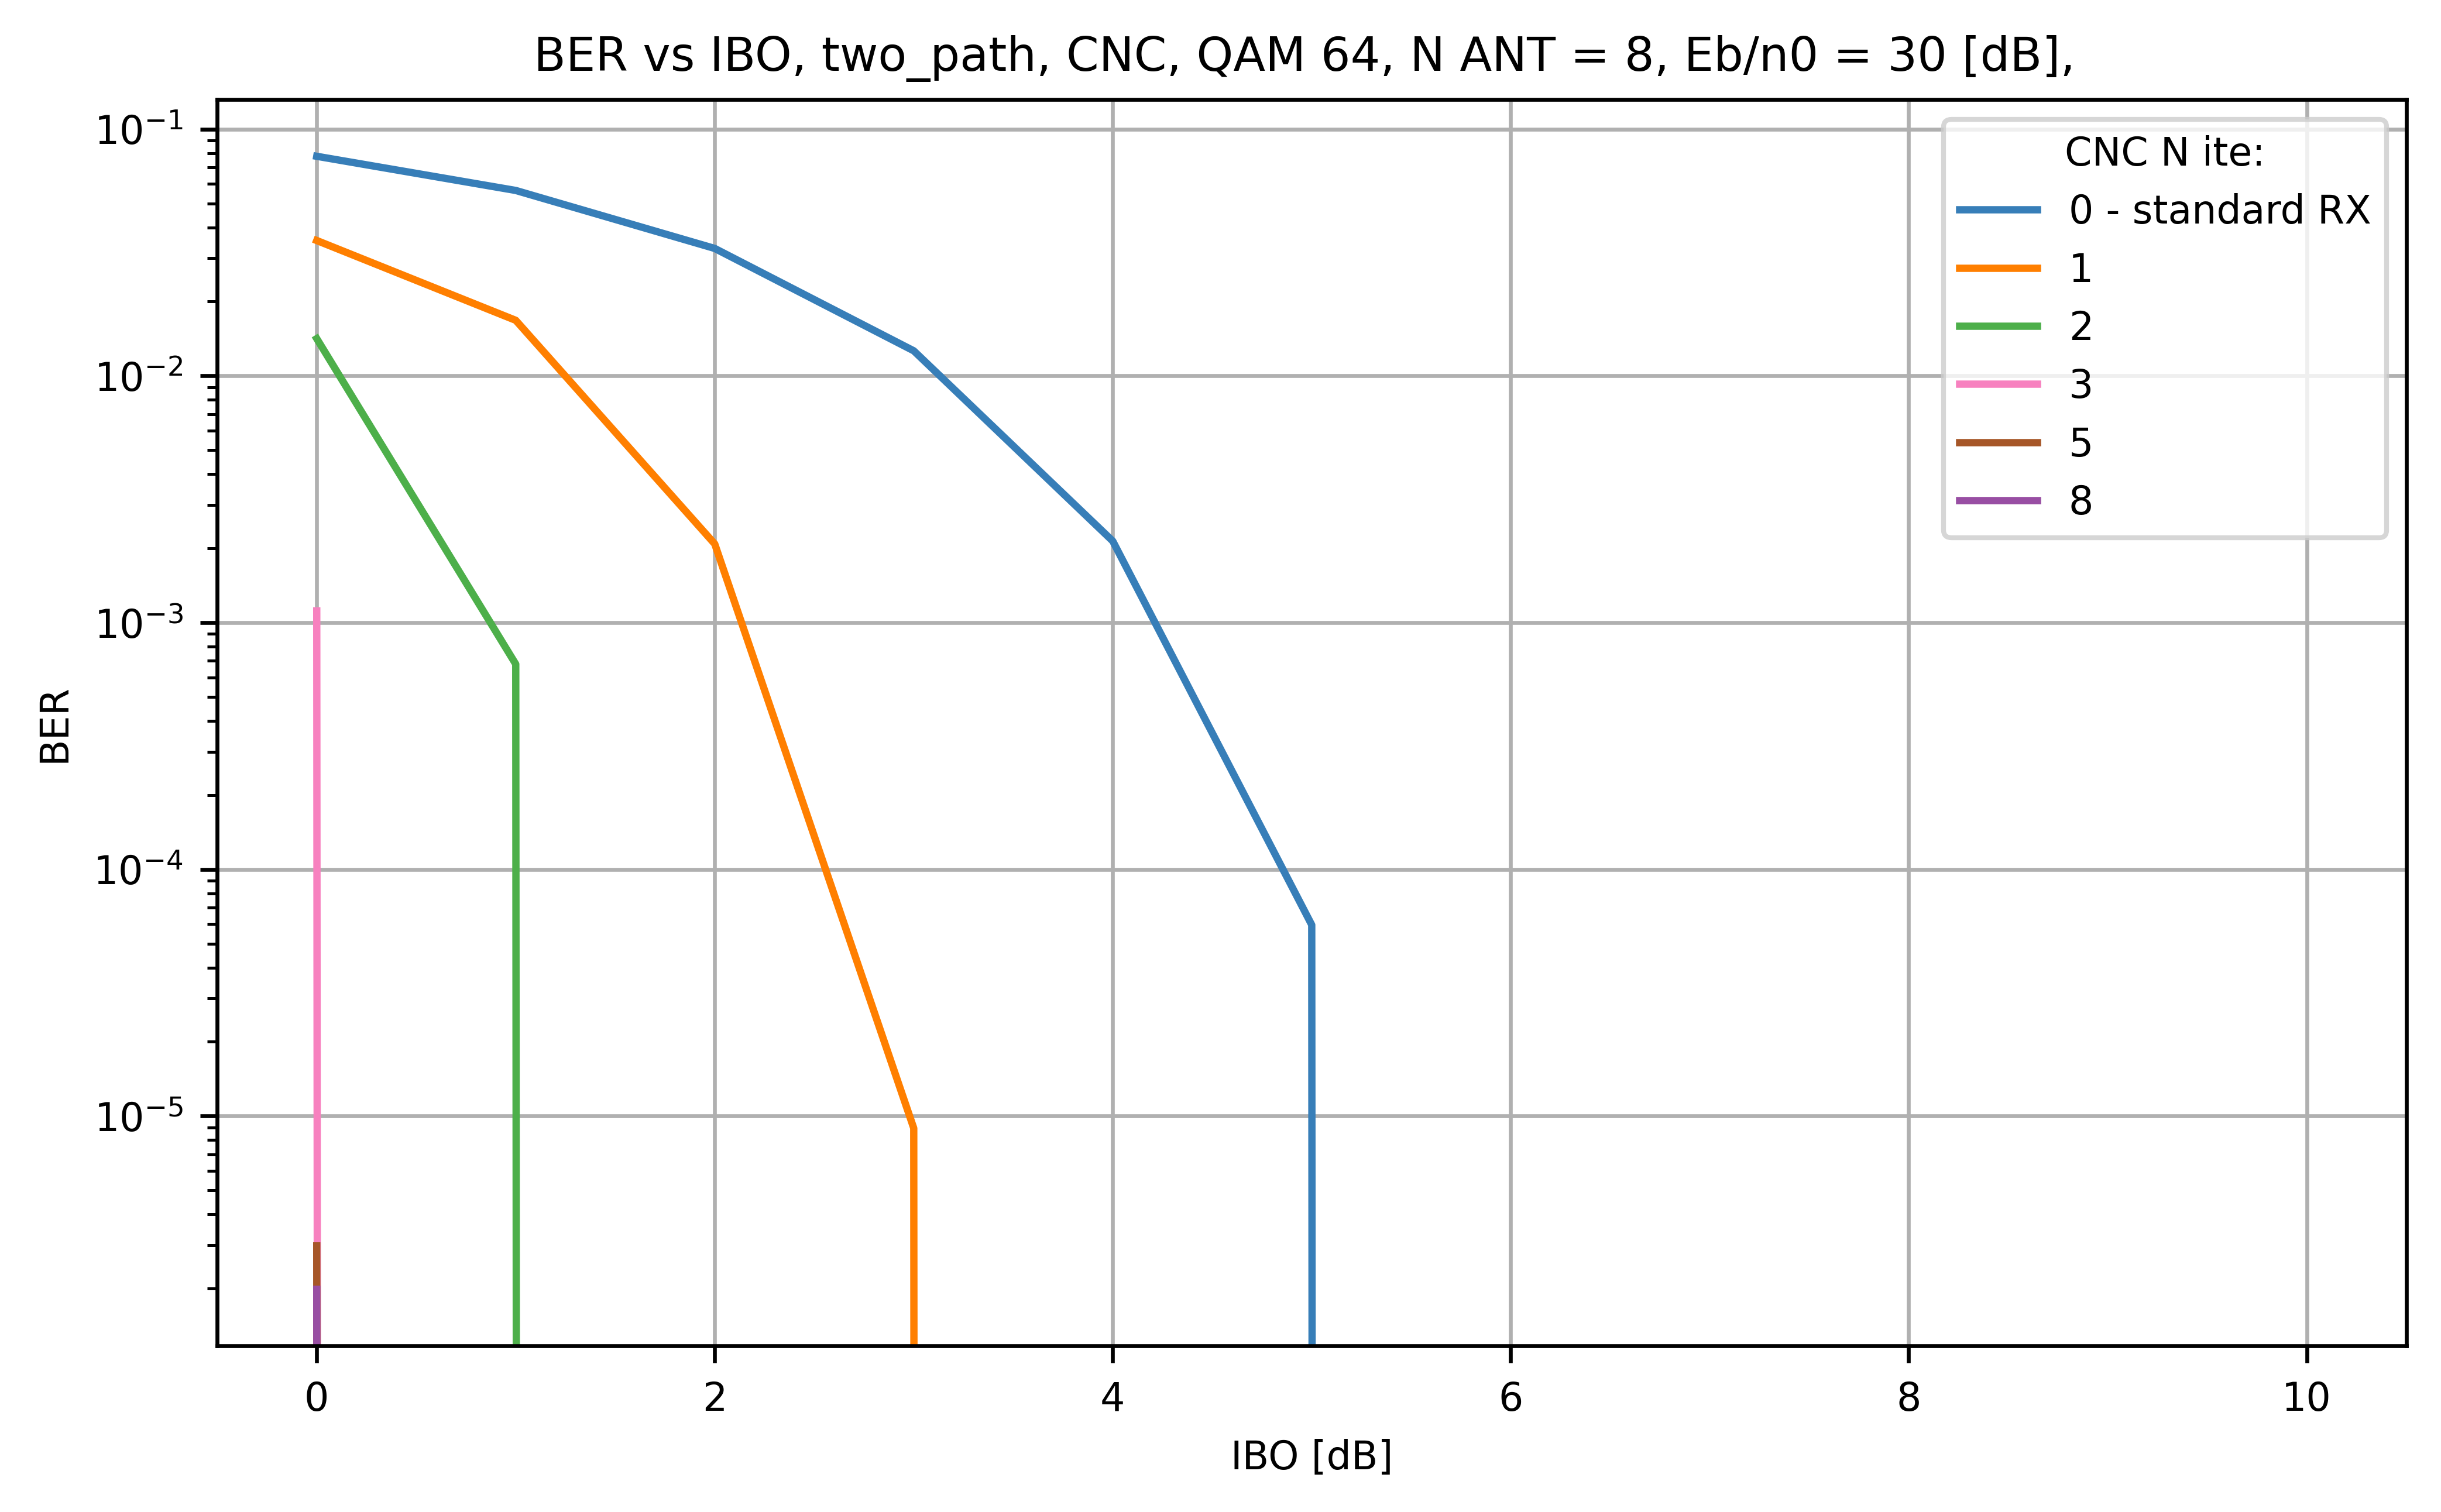 BER vs IBO, two_path, CNC, QAM 64, N ANT = 8, Eb/n0 = 30 [dB],
10⁻¹
10⁻²
10⁻³
10⁻⁴
10⁻⁵
BER
CNC N ite:
0 - standard RX
1
2
3
5
8
0 2 4 6 8 10
IBO [dB]